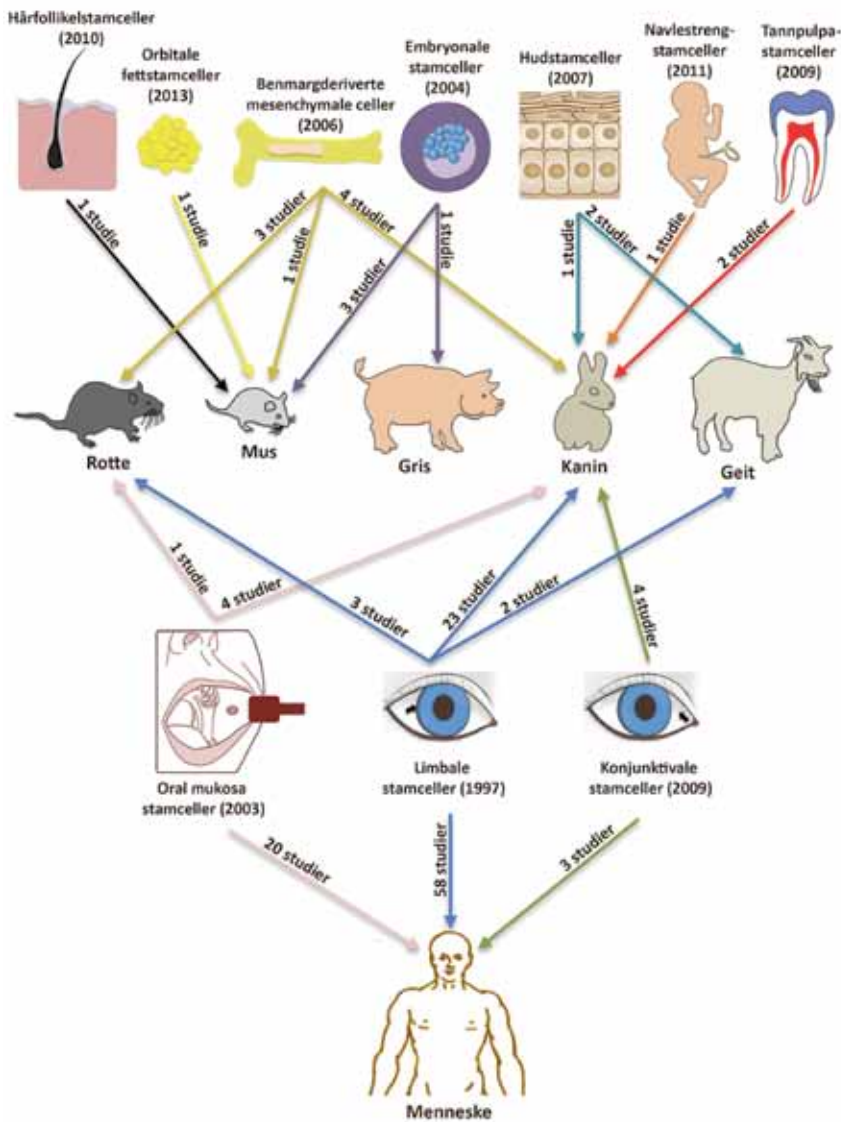 Hårfollikelstamceller
(2010)
Orbitale
fettstamceller
(2013)
Benmargderiverte
mesenchymale celler
(2006)
Embryonale
stamceller
(2004)
Hudstamceller
(2007)
Navlestreng-
stamceller
(2011)
Tannpulpa-
stamceller
(2009)
1 studie
1 studie
3 studier
1 studie
4 studier
3 studier
1 studie
1 studie
2 studier
1 studie
2 studier
Rotte
Mus
Gris
Kanin
Geit
1 studie
4 studier
3 studier
23 studier
2 studier
4 studier
Oral mukosa
stamceller (2003)
Limbale
stamceller (1997)
Konjunktivale
stamceller (2009)
20 studier
58 studier
3 studier
Menneske